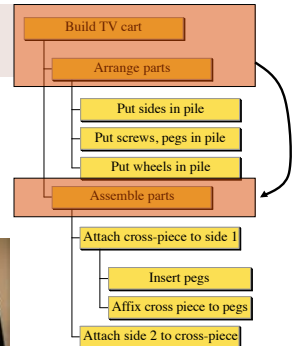 Build TV cart
Arrange parts
Put sides in pile
Put screws, pegs in pile
Put wheels in pile
Assemble parts
Attach cross-piece to side 1
Insert pegs
Affix cross piece to pegs
Attach side 2 to cross-piece